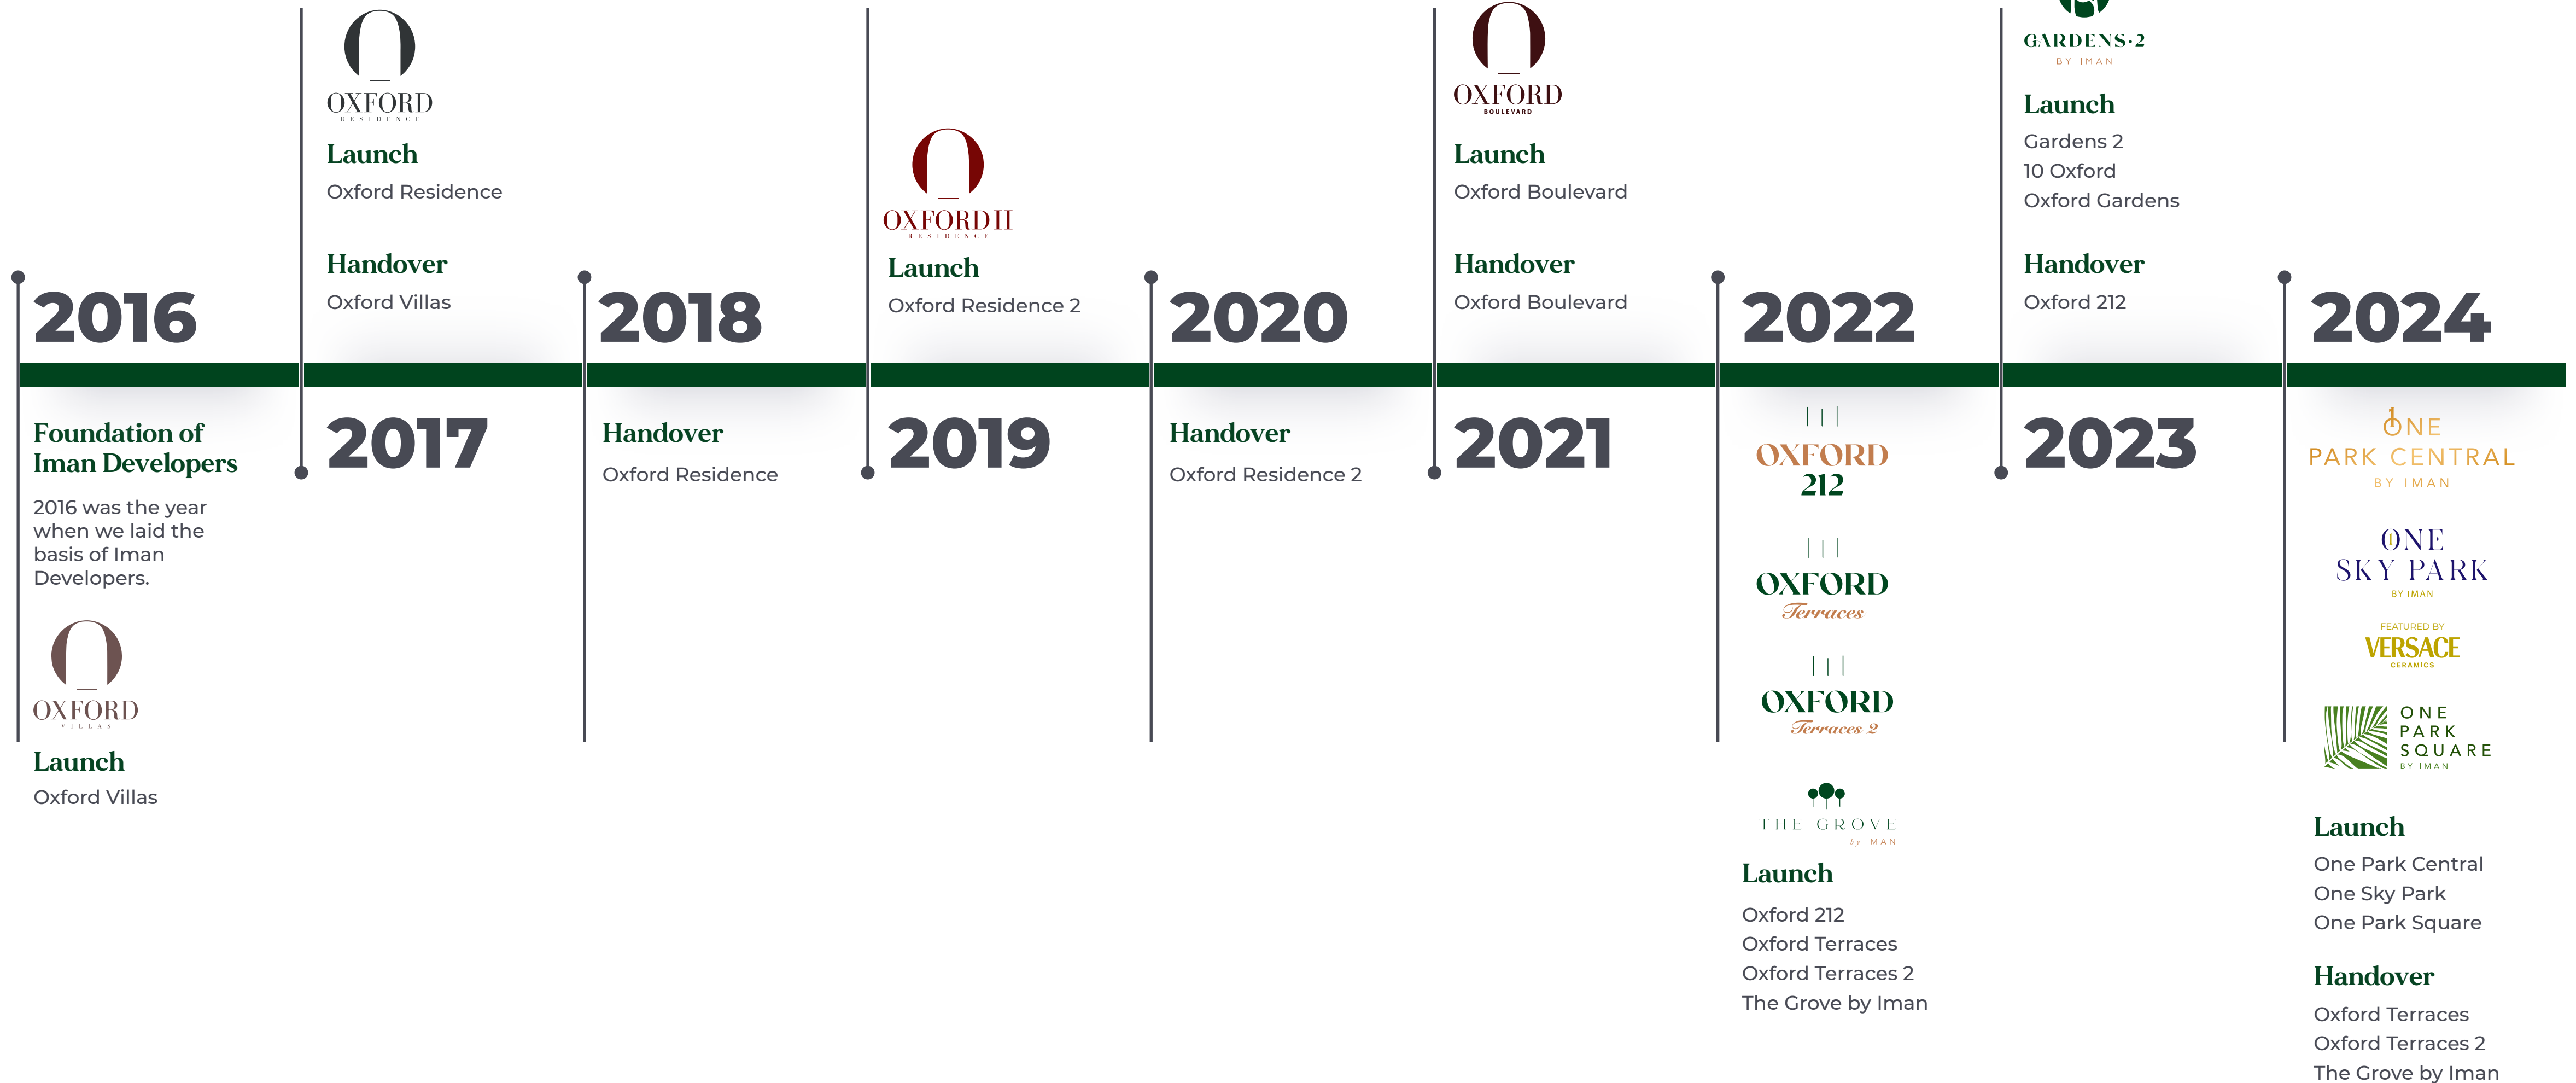 2016
Foundation of
Iman Developers
2016 was the year
when we laid the
basis of Iman
Developers.
OXFORD
VILLAS
Launch
Oxford Villas
OXFORD
RESIDENCE
Launch
Oxford Residence
Handover
Oxford Villas
2017
2018
Handover
Oxford Residence
OXFORD II
RESIDENCE
Launch
Oxford Residence 2
2019
2020
Handover
Oxford Residence 2
OXFORD
BOULEVARD
Launch
Oxford Boulevard
Handover
Oxford Boulevard
2021
2022
OXFORD
212
OXFORD
Terraces
OXFORD
Terraces 2
THE GROVE
by IMAN
Launch
Oxford 212
Oxford Terraces
Oxford Terraces 2
The Grove by Iman
GARDENS·2
BY IMAN
Launch
Gardens 2
10 Oxford
Oxford Gardens
Handover
Oxford 212
2023
2024
ONE
PARK CENTRAL
BY IMAN
ONE
SKY PARK
BY IMAN
FEATURED BY
VERSACE
CERAMICS
ONE
PARK
SQUARE
BY IMAN
Launch
One Park Central
One Sky Park
One Park Square
Handover
Oxford Terraces
Oxford Terraces 2
The Grove by Iman